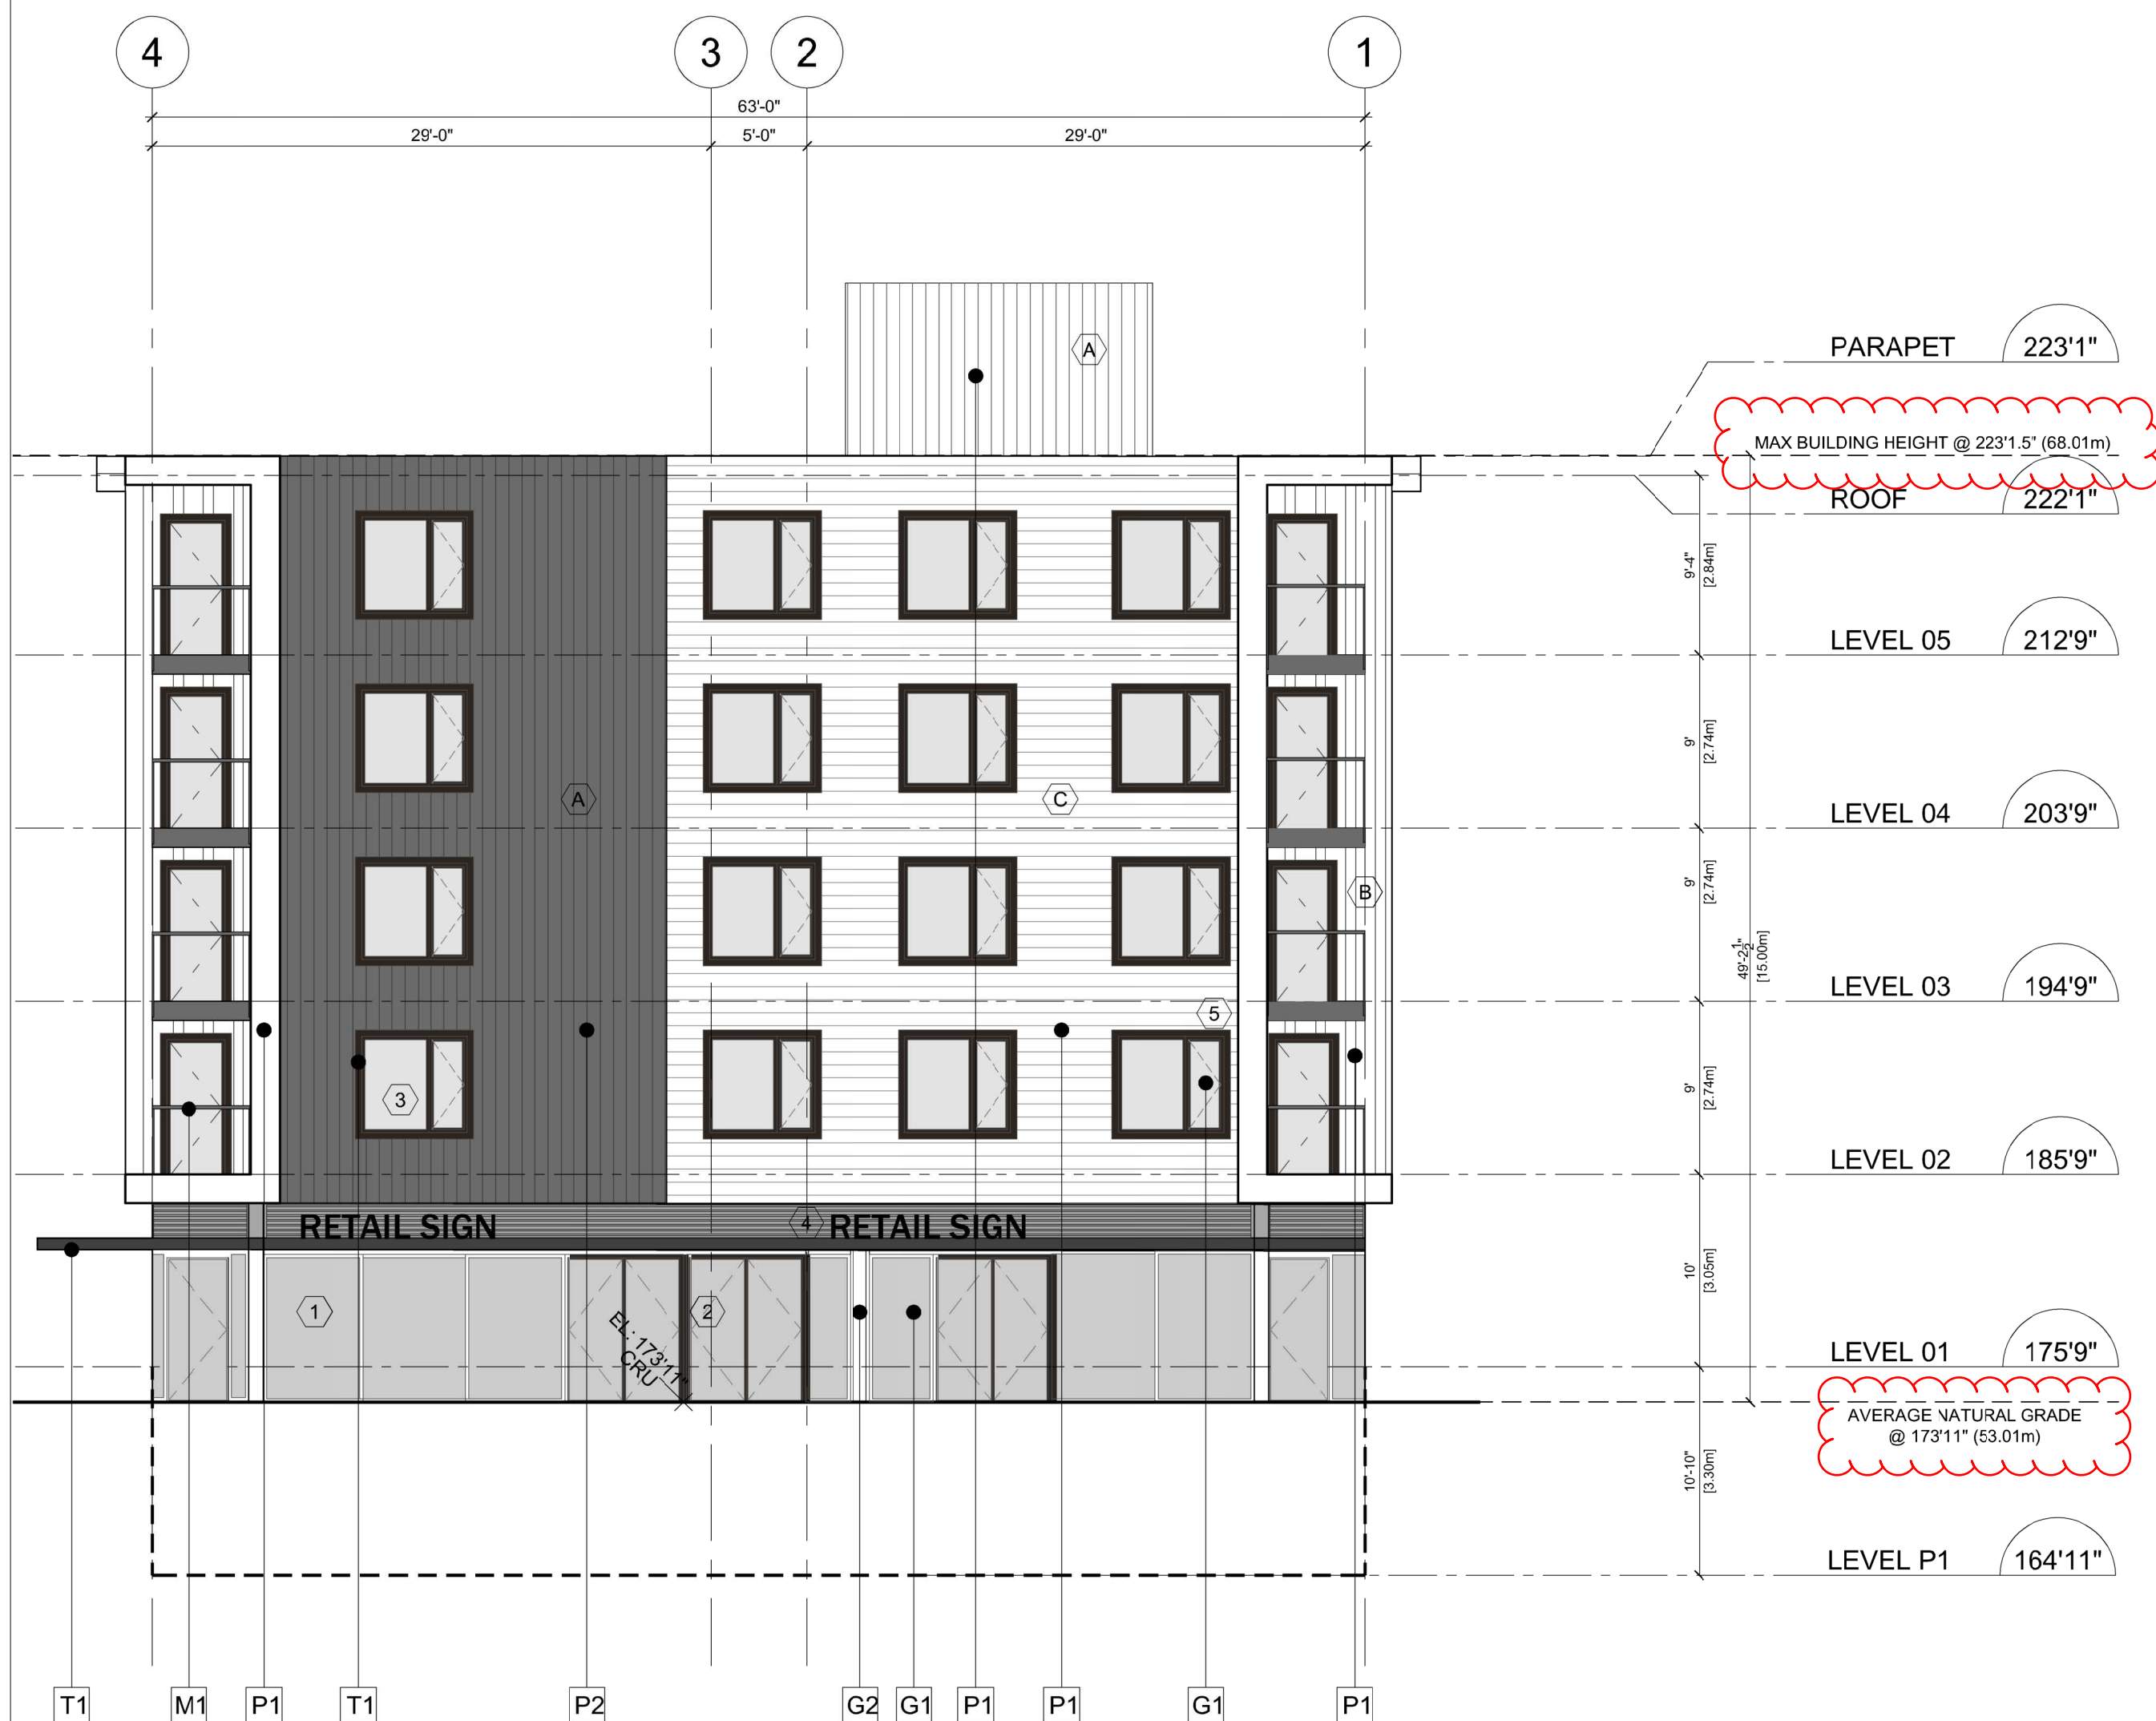 4
3
2
1
63'-0"
29'-0"
5'-0"
29'-0"
A
PARAPET 223'1"
MAX BUILDING HEIGHT @ 223'1.5" (68.01m)
ROOF 222'1"
9'-4"
[2.84m]
LEVEL 05 212'9"
9'
[2.74m]
A
C
LEVEL 04 203'9"
9'
[2.74m]
B
49'-2 1/2"
[15.00m]
LEVEL 03 194'9"
5
9'
[2.74m]
3
LEVEL 02 185'9"
RETAIL SIGN
4
RETAIL SIGN
10'
[3.05m]
1
2
EL: 173'11"
CRU
LEVEL 01 175'9"
AVERAGE NATURAL GRADE
@ 173'11" (53.01m)
10'-10"
[3.30m]
LEVEL P1 164'11"
T1
M1
P1
T1
P2
G2
G1
P1
P1
G1
P1